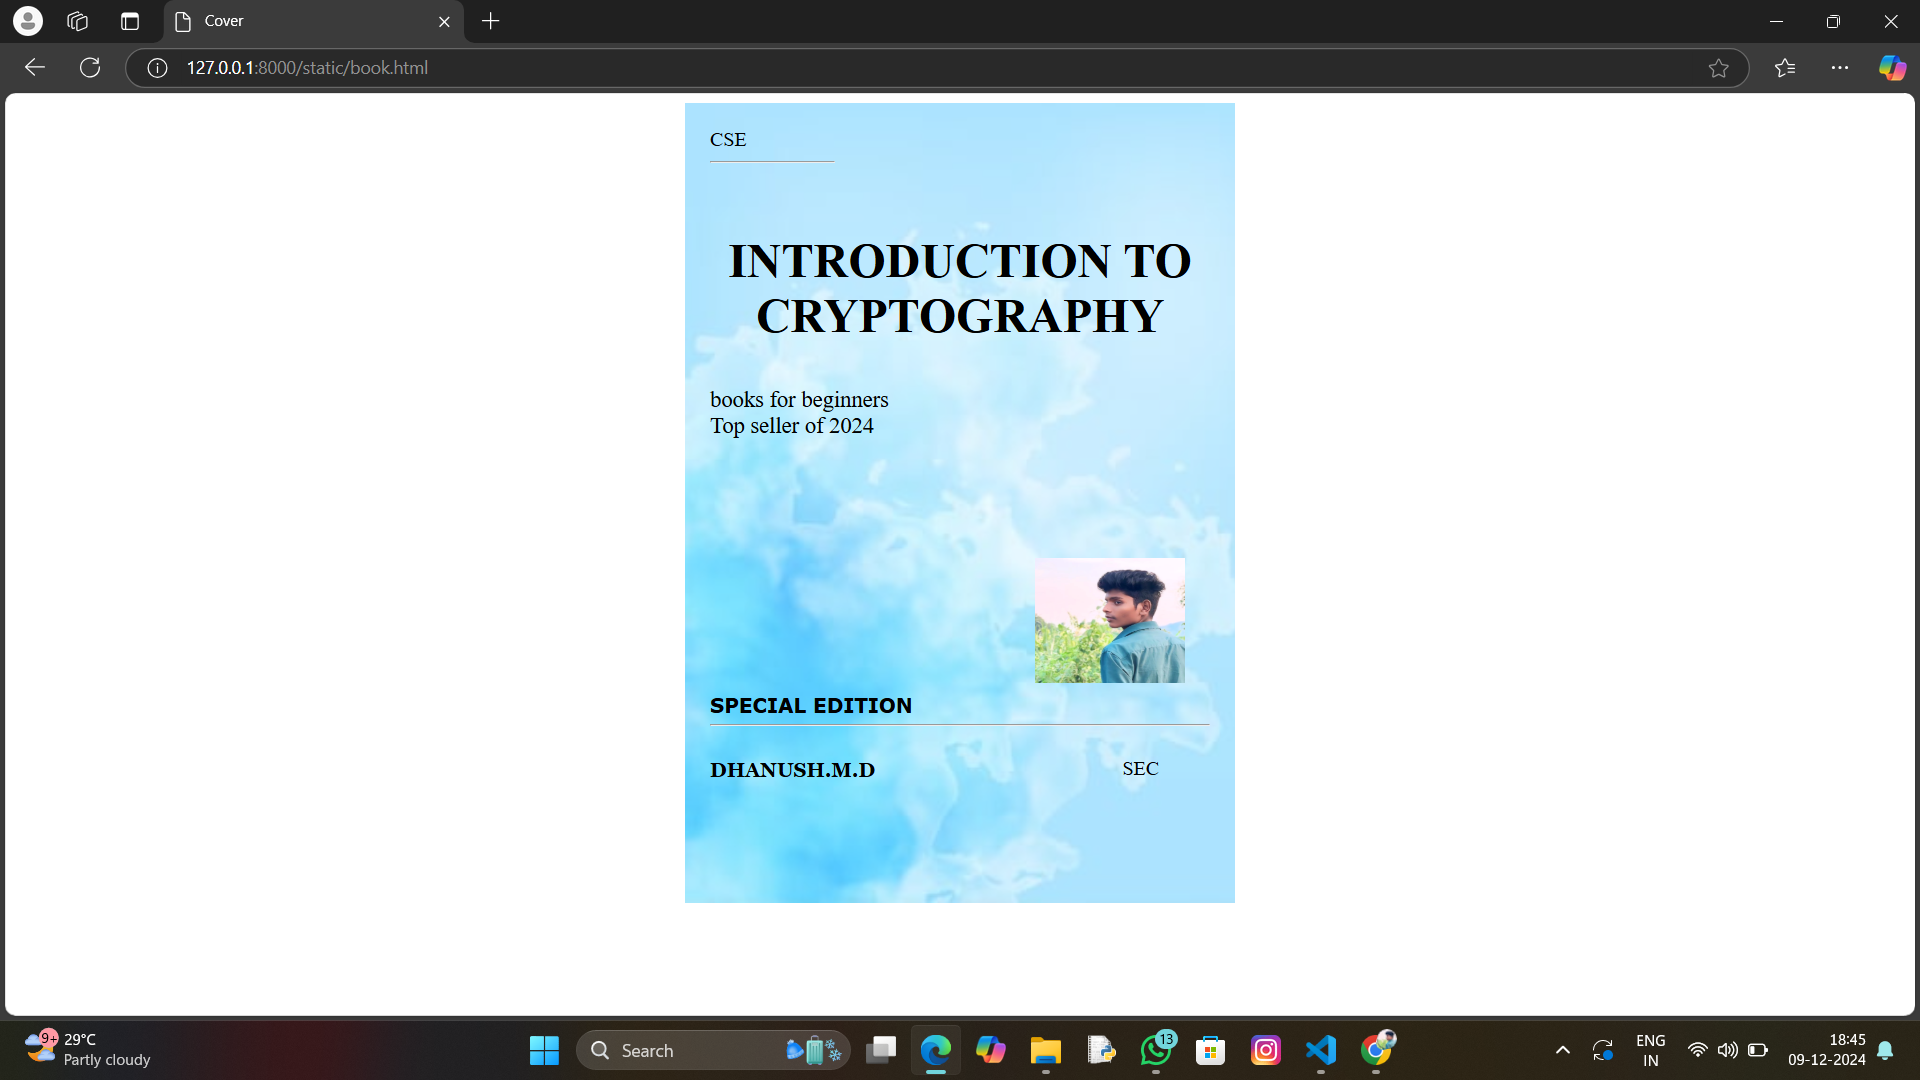 Cover
127.0.0.1:8000/static/book.html
CSE
INTRODUCTION TO
CRYPTOGRAPHY
books for beginners
Top seller of 2024
SPECIAL EDITION
DHANUSH.M.D
SEC
9+
29°C
Partly cloudy
Search
13
ENG
IN
18:45
09-12-2024